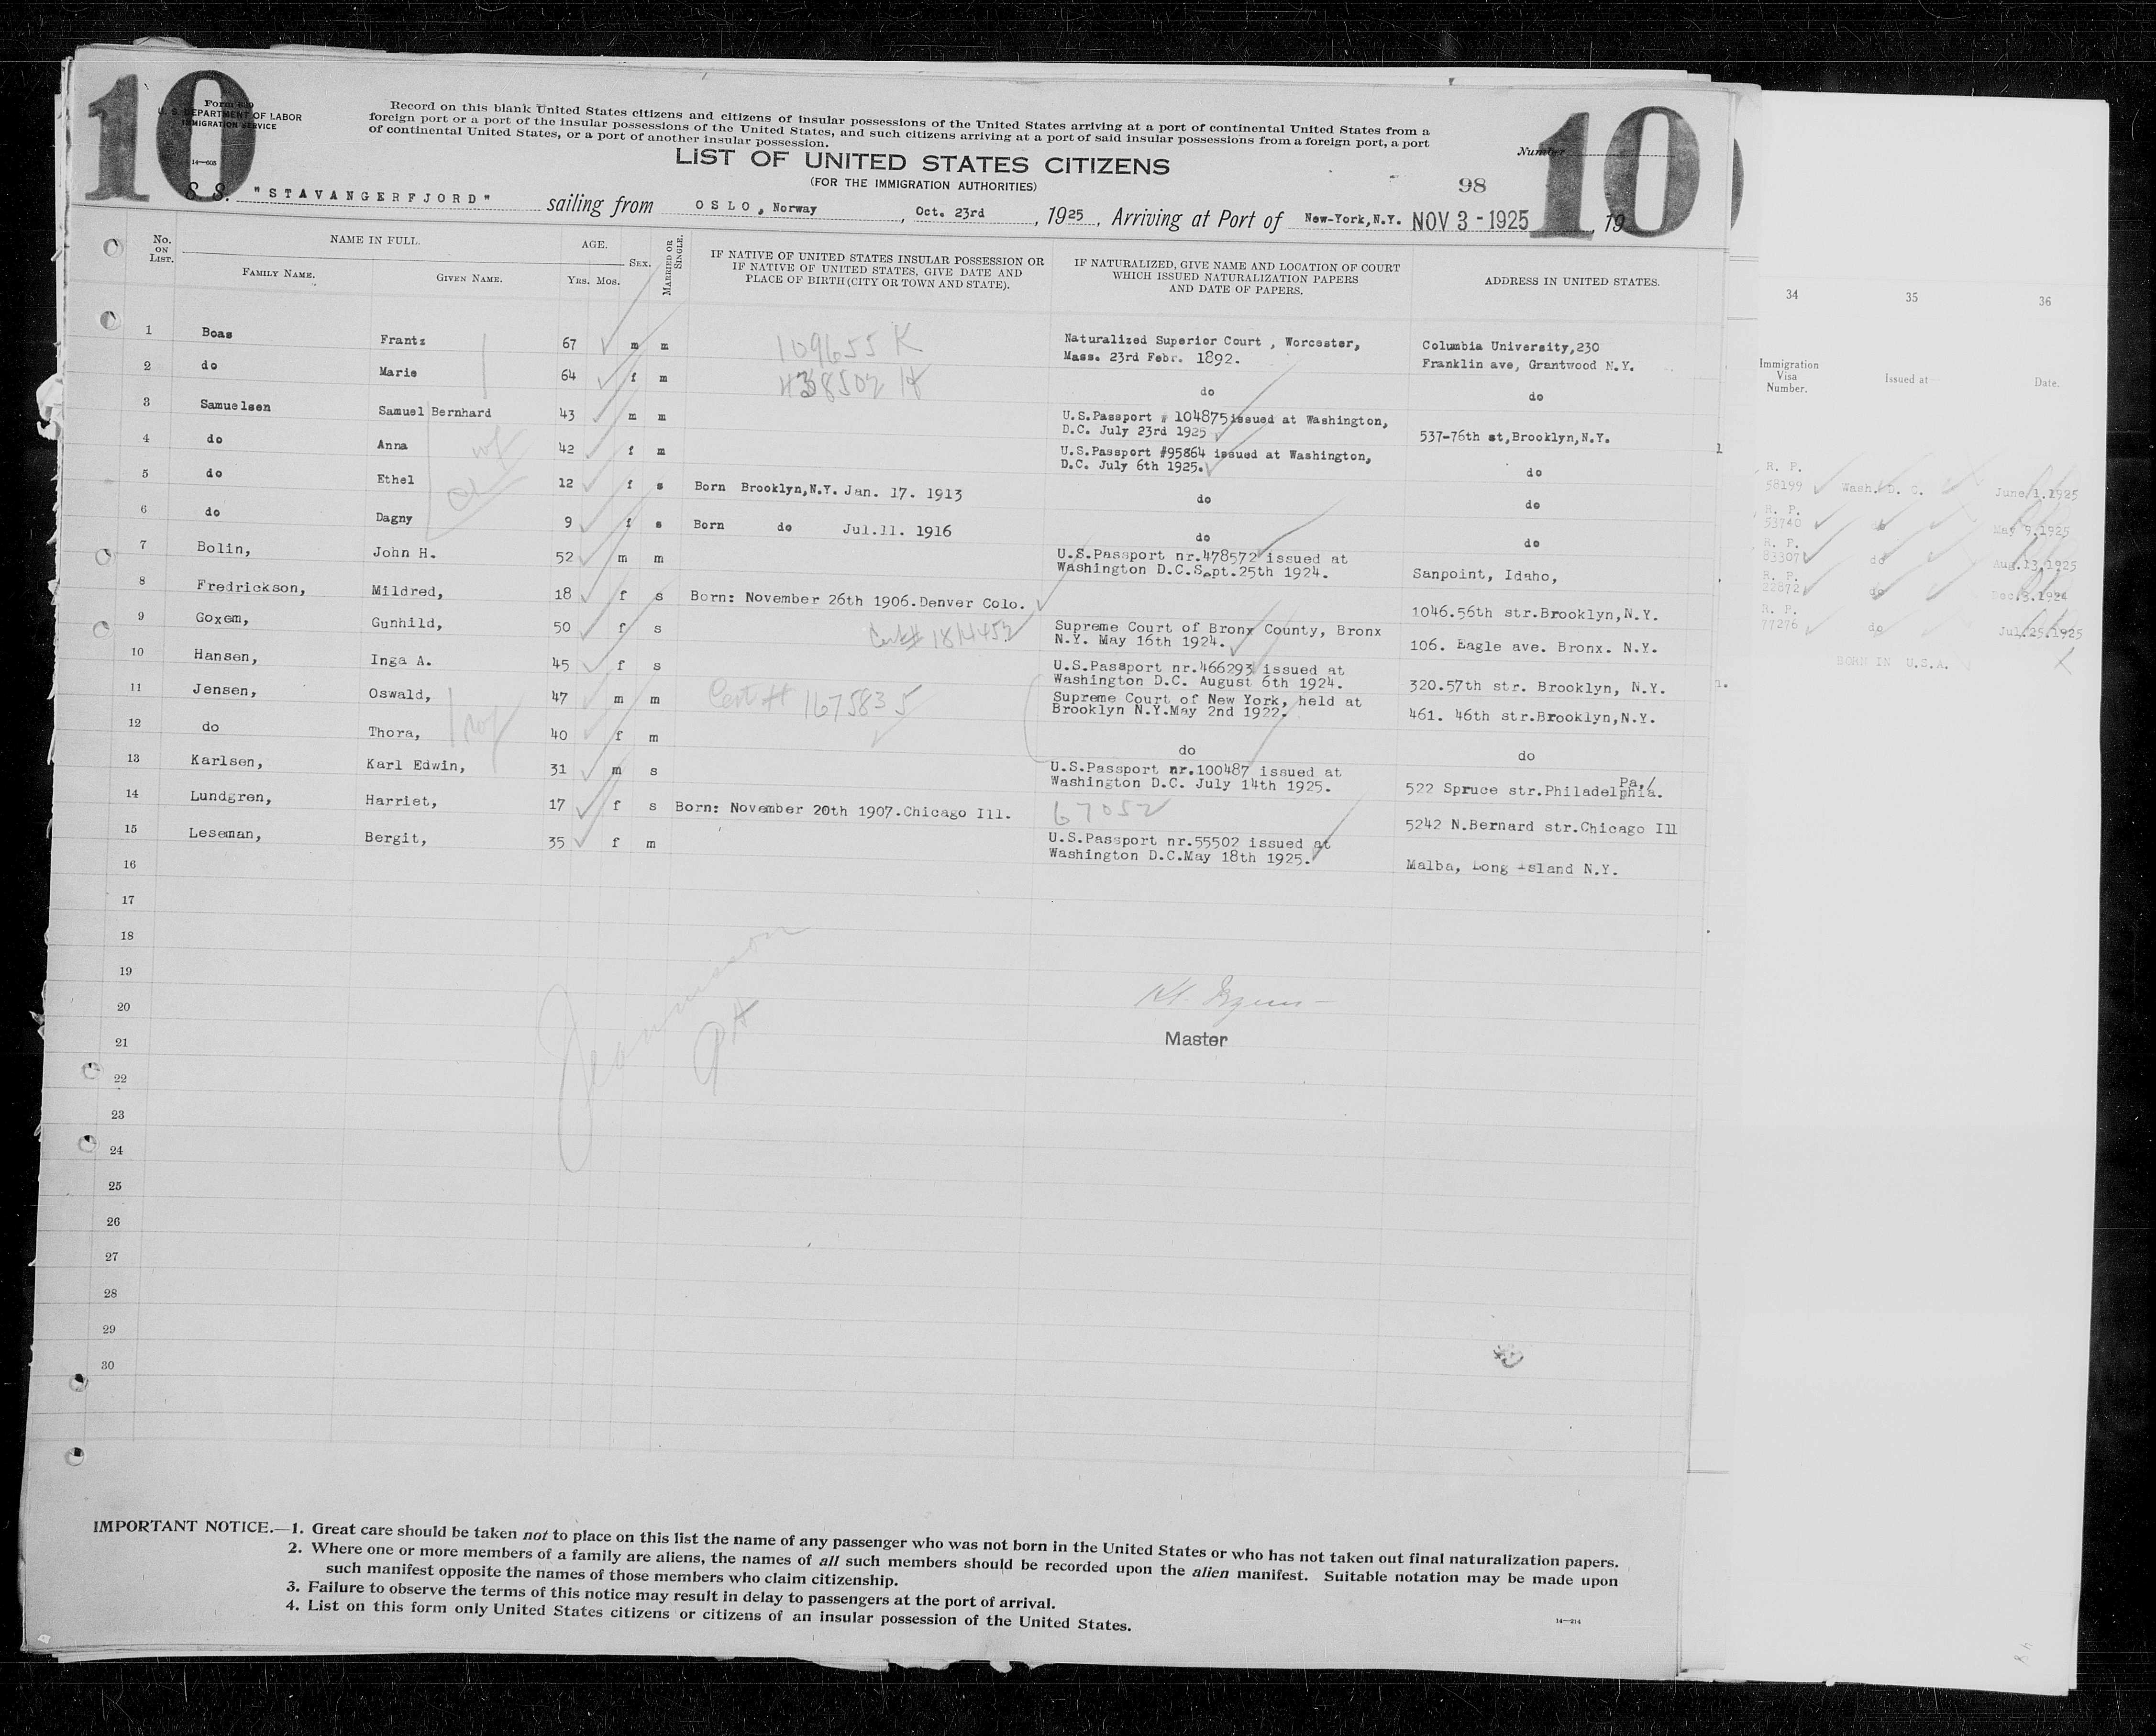 10
10
Form 630
U. S. DEPARTMENT OF LABOR
IMMIGRATION SERVICE
14—605
Record on this blank United States citizens and citizens of insular possessions of the United States arriving at a port of continental United States from a
foreign port or a port of the insular possessions of the United States, and such citizens arriving at a port of said insular possessions from a foreign port, a port
of continental United States, or a port of another insular possession.
LIST OF UNITED STATES CITIZENS
(FOR THE IMMIGRATION AUTHORITIES)
Number
98
S. S. "STAVANGERFJORD" sailing from OSLO, Norway, Oct. 23rd, 1925, Arriving at Port of New-York,N.Y. NOV 3 - 1925, 19
No. ON LIST.
NAME IN FULL.
FAMILY NAME. GIVEN NAME.
AGE.
YRS. MOS.
SEX.
MARRIED OR SINGLE.
IF NATIVE OF UNITED STATES INSULAR POSSESSION OR
IF NATIVE OF UNITED STATES, GIVE DATE AND
PLACE OF BIRTH (CITY OR TOWN AND STATE).
IF NATURALIZED, GIVE NAME AND LOCATION OF COURT
WHICH ISSUED NATURALIZATION PAPERS
AND DATE OF PAPERS.
ADDRESS IN UNITED STATES.
1 Boas Frantz 67 m m 109655 K Naturalized Superior Court , Worcester, Columbia University,230
Mass. 23rd Febr. 1892. Franklin ave, Grantwood N.Y.
2 do Marie 64 f m do do
3 Samuelsen Samuel Bernhard 43 m m U.S.Passport # 104875 issued at Washington,
D.C. July 23rd 1925 537-76th st,Brooklyn,N.Y.
4 do Anna 42 f m U.S.Passport #95864 issued at Washington,
D.C. July 6th 1925. do
5 do Ethel 12 f s Born Brooklyn,N.Y. Jan. 17. 1913 do do
6 do Dagny 9 f s Born do Jul.11. 1916 do do
7 Bolin, John H. 52 m m U.S.Passport nr.478572 issued at
Washington D.C.Sept.25th 1924. Sanpoint, Idaho,
8 Fredrickson, Mildred, 18 f s Born: November 26th 1906.Denver Colo. 1046.56th str.Brooklyn,N.Y.
9 Goxem, Gunhild, 50 f s Supreme Court of Bronx County, Bronx
N.Y. May 16th 1924. 106. Eagle ave. Bronx. N.Y.
10 Hansen, Inga A. 45 f s U.S.Passport nr.466293 issued at
Washington D.C. August 6th 1924. 320.57th str. Brooklyn, N.Y.
11 Jensen, Oswald, 47 m m Cert # 1675835 Supreme Court of New York, held at
Brooklyn N.Y.May 2nd 1922. 461. 46th str.Brooklyn,N.Y.
12 do Thora, 40 f m do do
13 Karlsen, Karl Edwin, 31 m s U.S.Passport nr.100487 issued at
Washington D.C. July 14th 1925. 522 Spruce str.Philadelphia. Pa./
14 Lundgren, Harriet, 17 f s Born: November 20th 1907.Chicago Ill. 67052 5242 N.Bernard str.Chicago Ill
15 Leseman, Bergit, 35 f m U.S.Passport nr.55502 issued at
Washington D.C.May 18th 1925. Malba, Long Island N.Y.
16
17
18
19
20
21
Master
22
23
24
25
26
27
28
29
30
IMPORTANT NOTICE.—1. Great care should be taken not to place on this list the name of any passenger who was not born in the United States or who has not taken out final naturalization papers.
2. Where one or more members of a family are aliens, the names of all such members should be recorded upon the alien manifest. Suitable notation may be made upon
such manifest opposite the names of those members who claim citizenship.
3. Failure to observe the terms of this notice may result in delay to passengers at the port of arrival.
4. List on this form only United States citizens or citizens of an insular possession of the United States.
14—214
34 35 36
Immigration Visa Number. Issued at Date.
R. P.
58199 Wash. D. C. June 1.1925
R. P.
53740 do May 9.1925
R. P.
83307 do Aug.13.1925
R. P.
22872 do Dec.3.1924
R. P.
77276 do Jul.25.1925
BORN IN U.S.A.